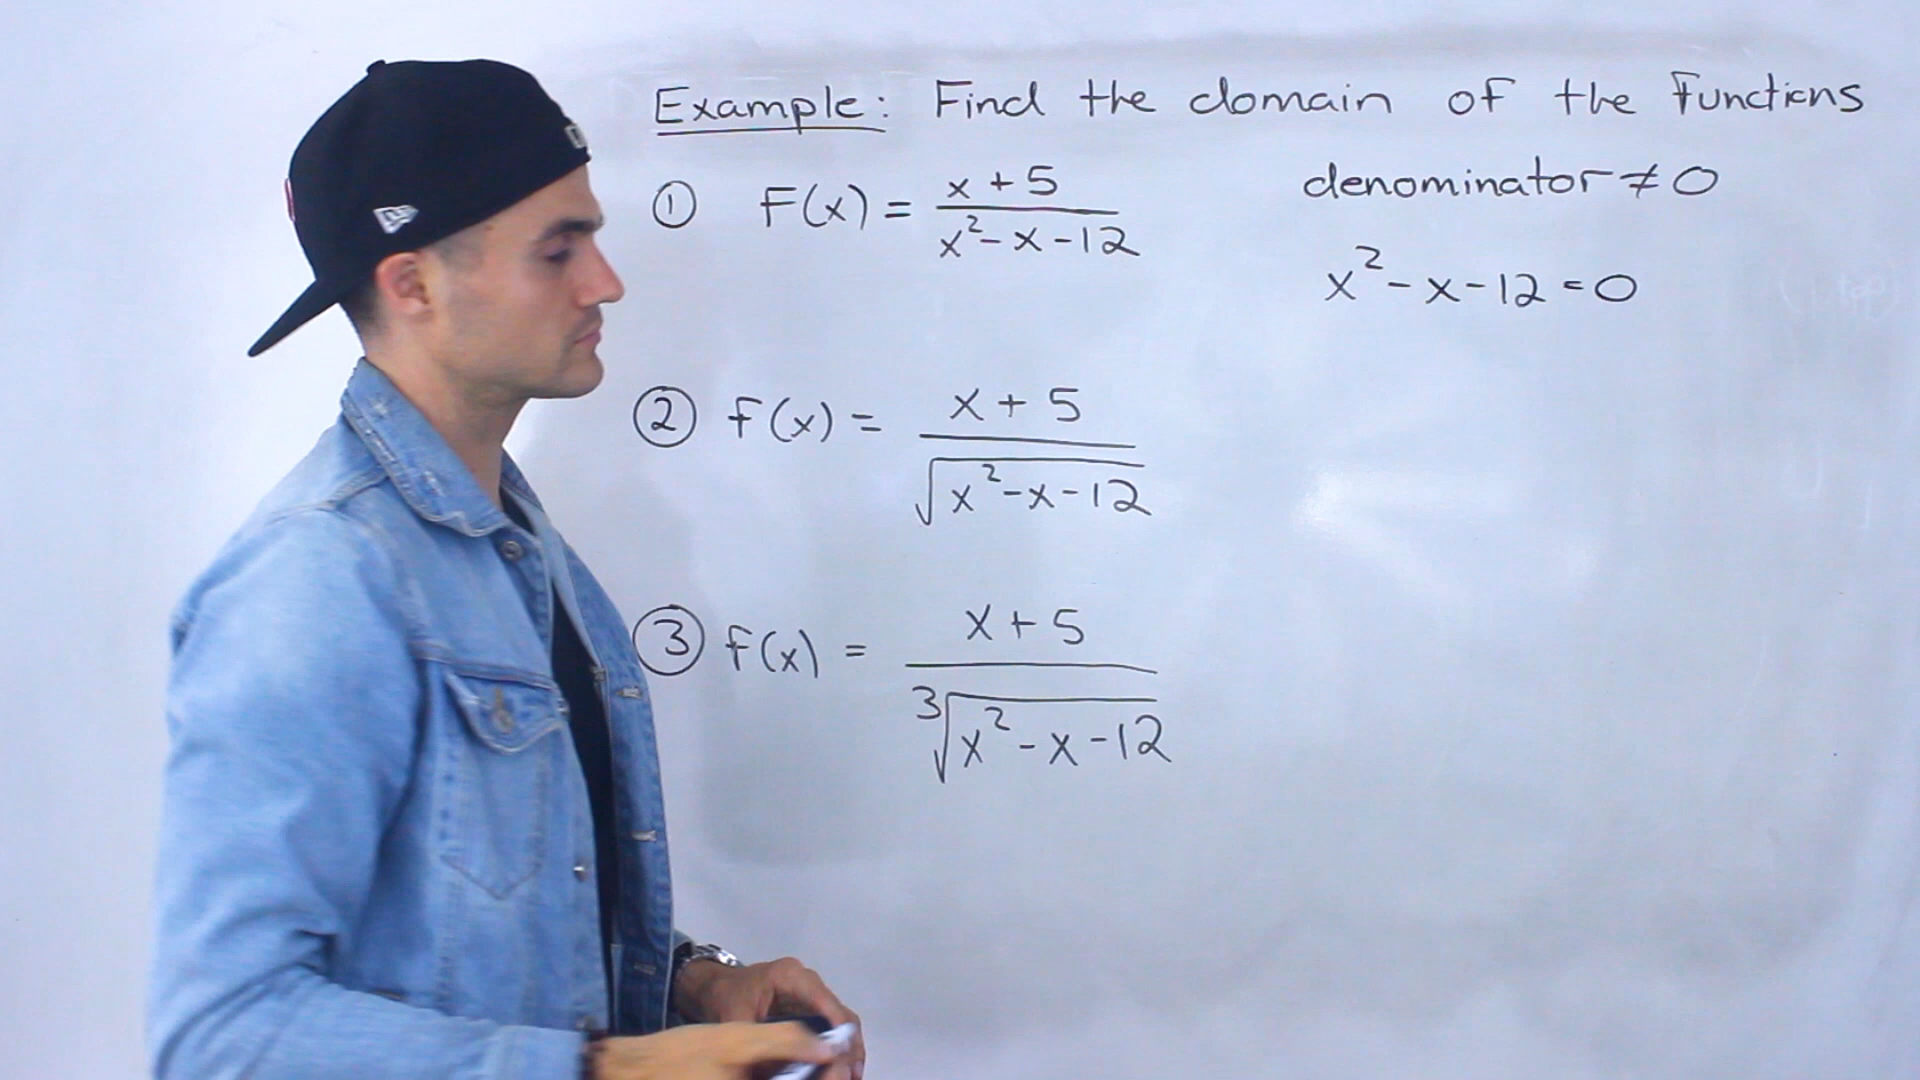 Example: Find the domain of the functions
① F(x) = x + 5 / x² - x - 12
denominator ≠ 0
x² - x - 12 = 0
② f(x) = x + 5 / √x² - x - 12
③ f(x) = x + 5 / ³√x² - x - 12